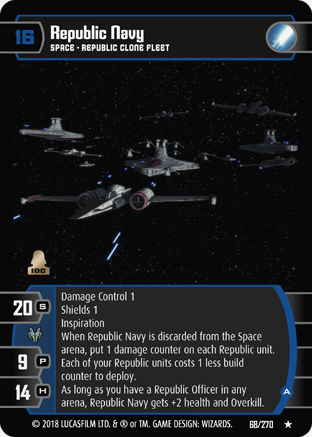 16
Republic Navy
SPACE - REPUBLIC CLONE FLEET
IDC
20 S
9 P
14 H
Damage Control 1
Shields 1
Inspiration
When Republic Navy is discarded from the Space
arena, put 1 damage counter on each Republic unit.
Each of your Republic units costs 1 less build
counter to deploy.
As long as you have a Republic Officer in any
arena, Republic Navy gets +2 health and Overkill.
A
© 2018 LUCASFILM LTD. & ® or TM. GAME DESIGN: WIZARDS.
68/270 ★